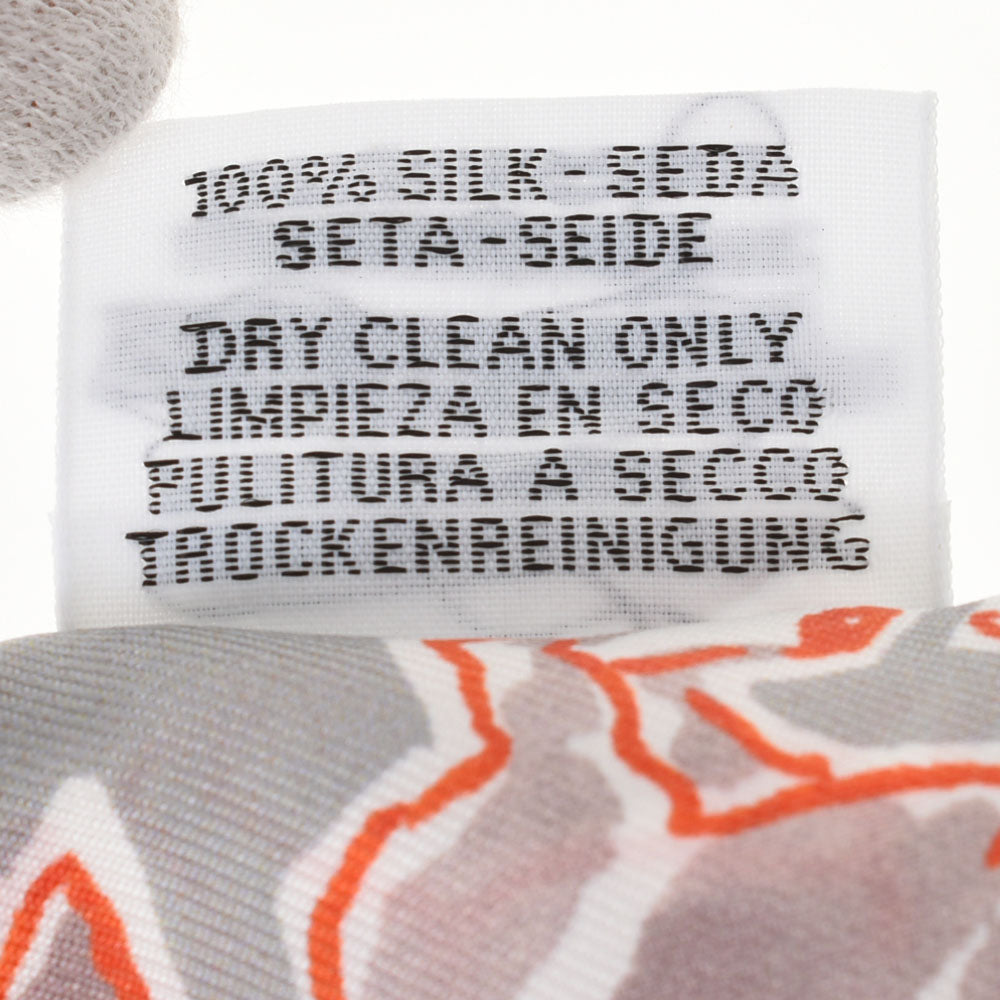 100% SILK - SEDA
SETA - SEIDE
DRY CLEAN ONLY
LIMPIEZA EN SECO
PULITURA A SECCO
TROCKENREINIGUNG